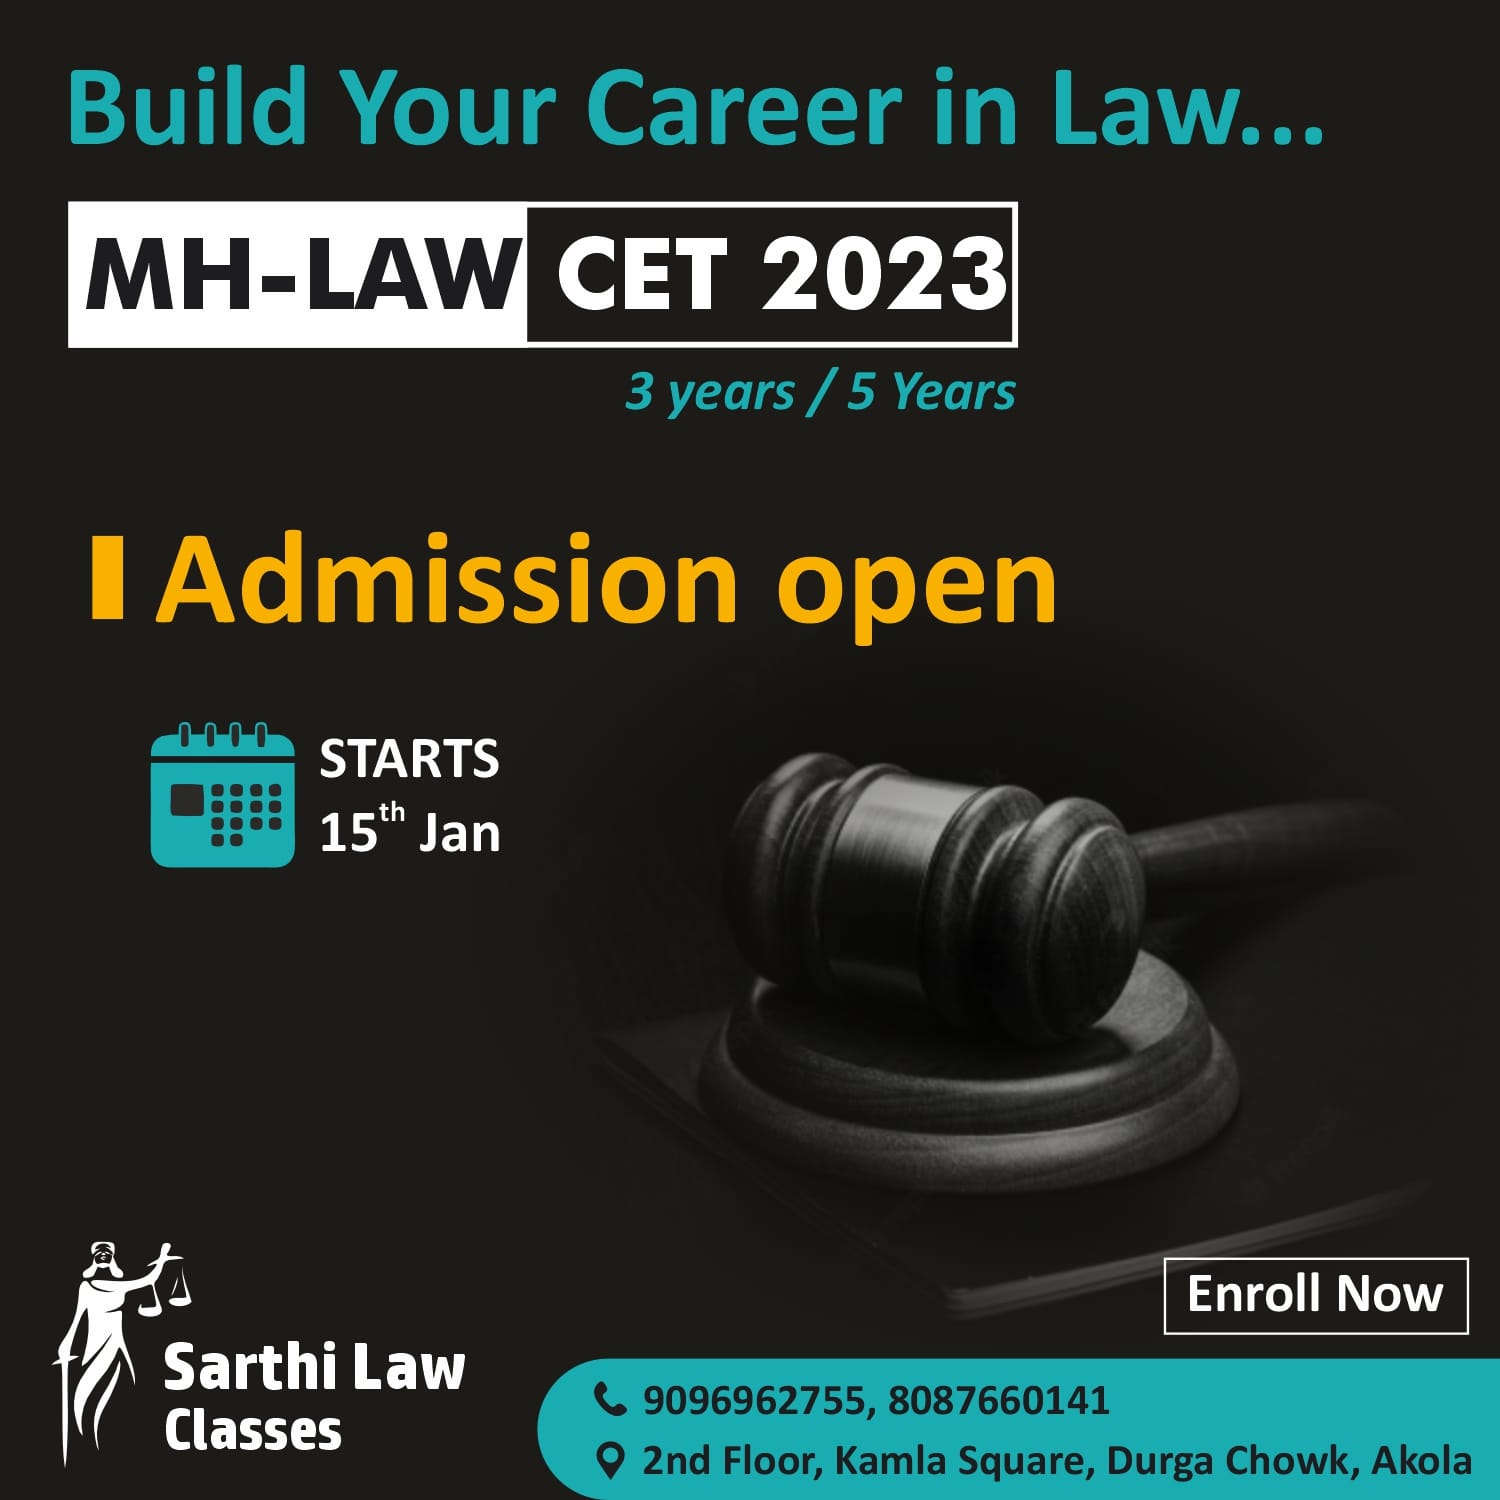 Build Your Career in Law...
MH-LAW CET 2023
3 years / 5 Years
Admission open
STARTS
15th Jan
Enroll Now
Sarthi Law
Classes
9096962755, 8087660141
2nd Floor, Kamla Square, Durga Chowk, Akola